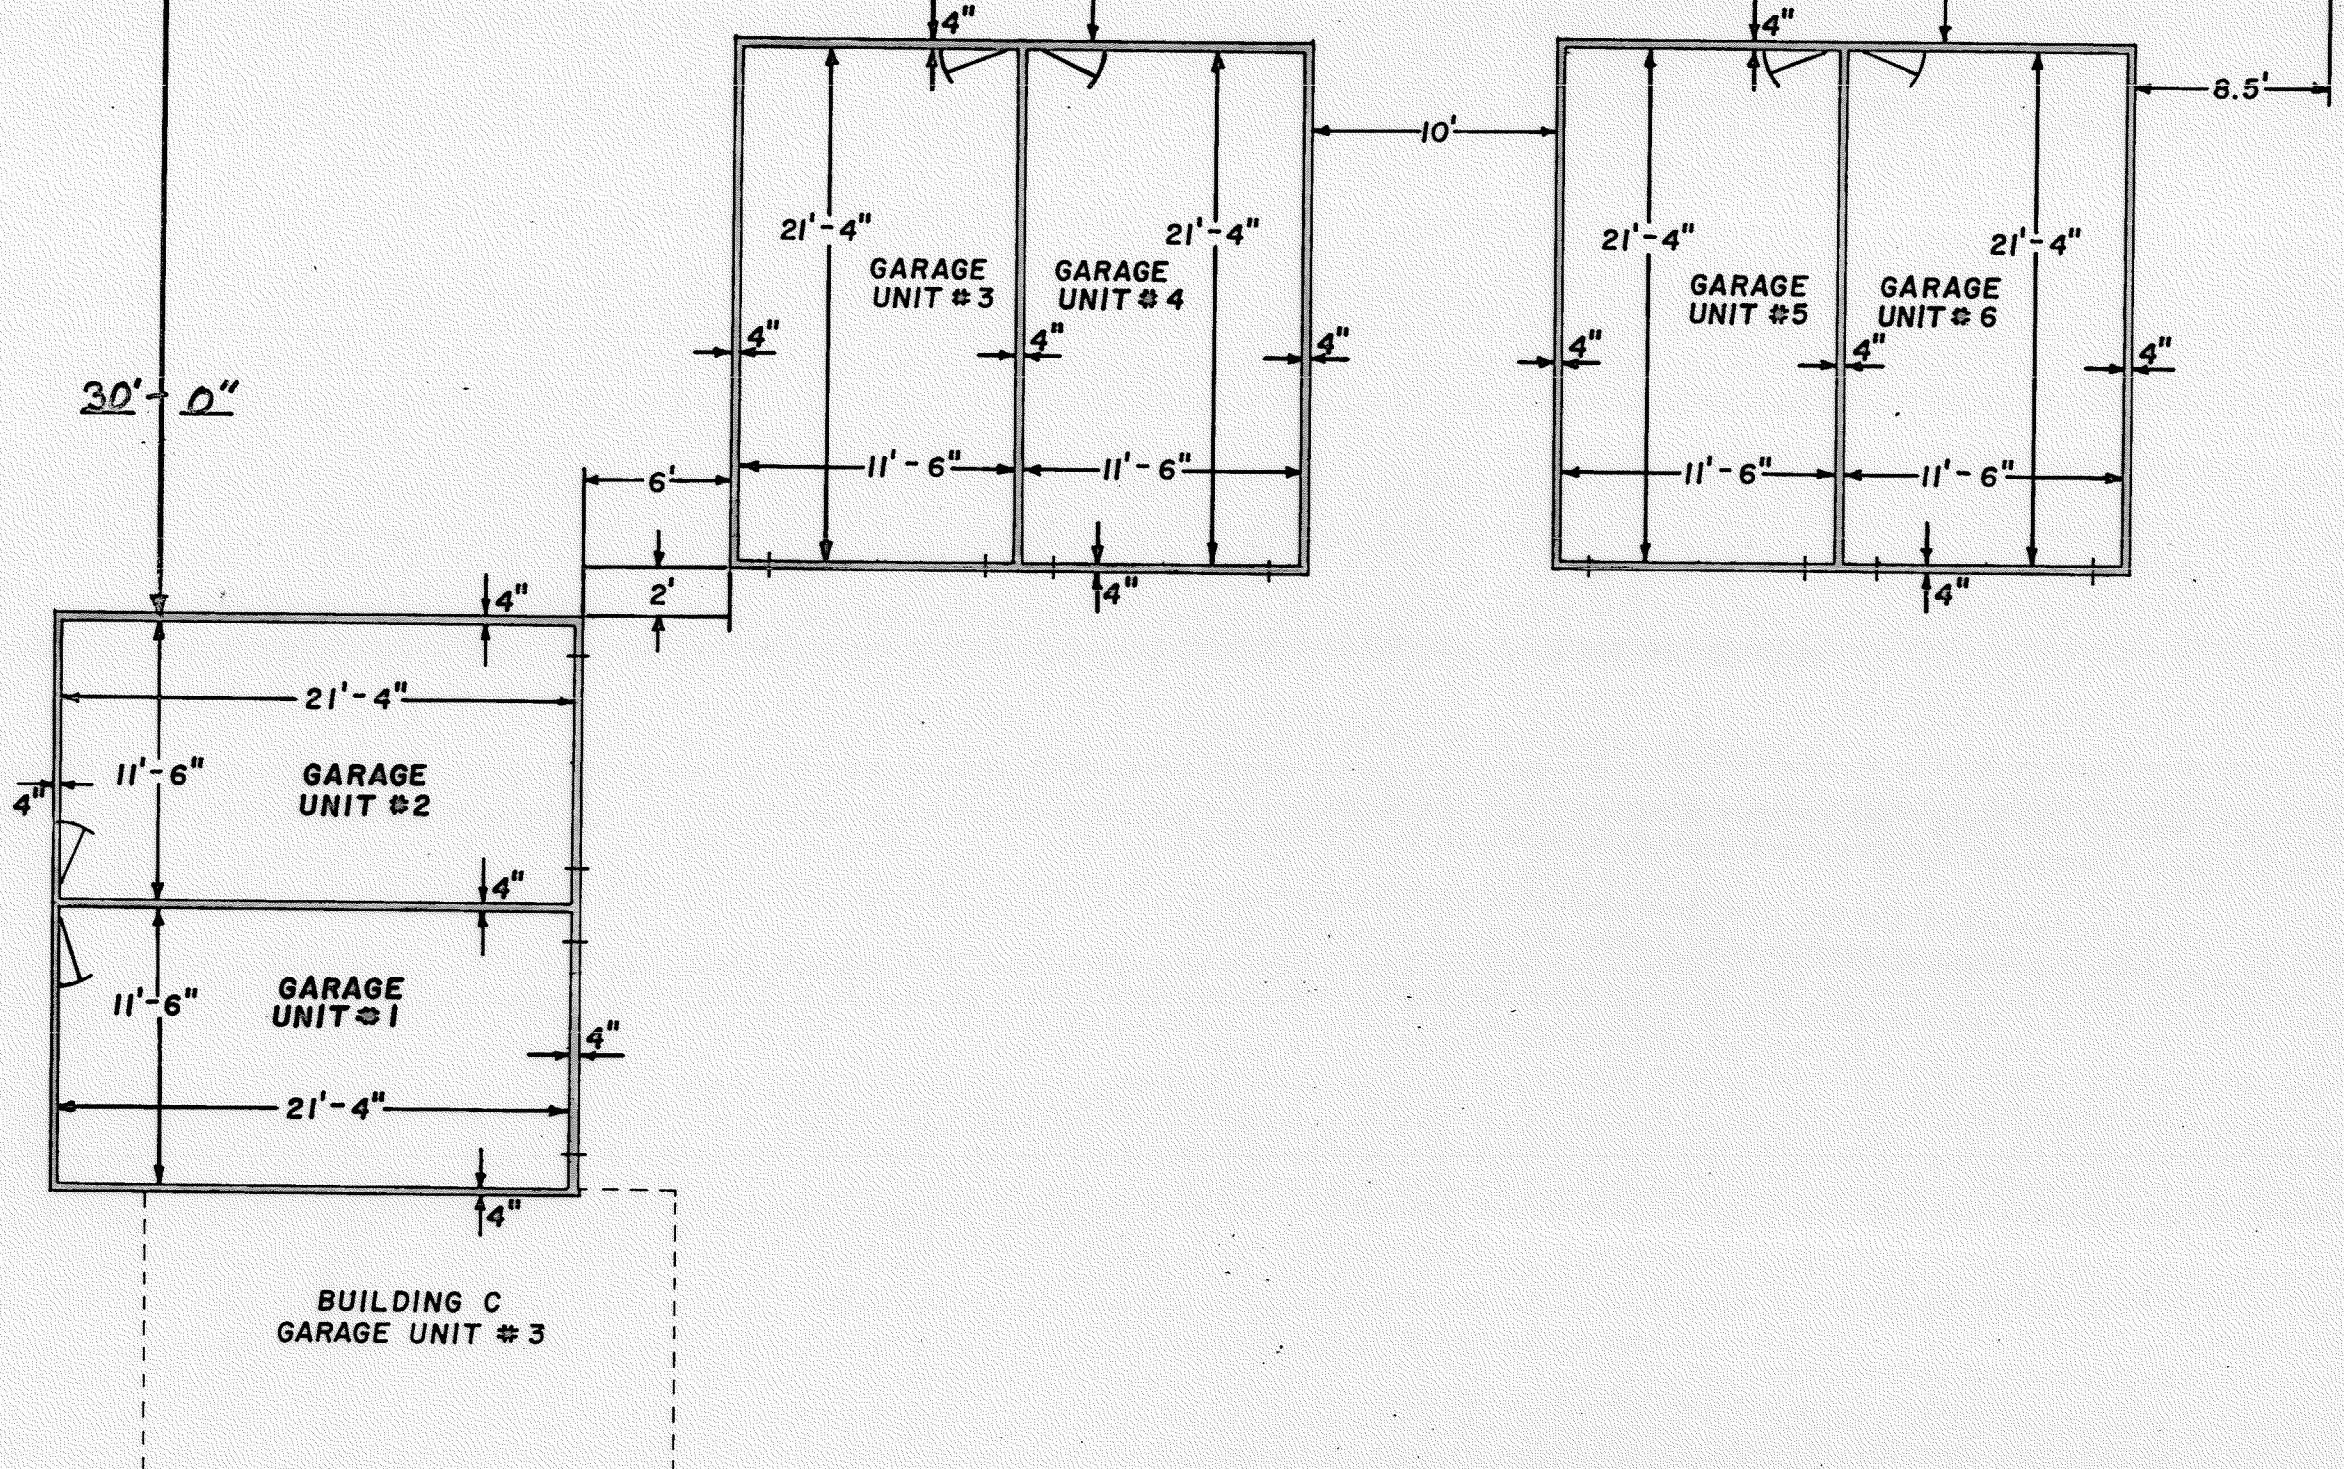 4"
4"
8.5'
10'
21'-4"
21'-4"
21'-4"
21'-4"
GARAGE
UNIT #3
GARAGE
UNIT #4
GARAGE
UNIT #5
GARAGE
UNIT #6
4"
4"
4"
4"
4"
4"
30'-0"
6'
11'-6"
11'-6"
11'-6"
11'-6"
2'
4"
4"
4"
21'-4"
11'-6"
GARAGE
UNIT #2
4"
4"
11'-6"
GARAGE
UNIT #1
4"
21'-4"
4"
BUILDING C
GARAGE UNIT #3